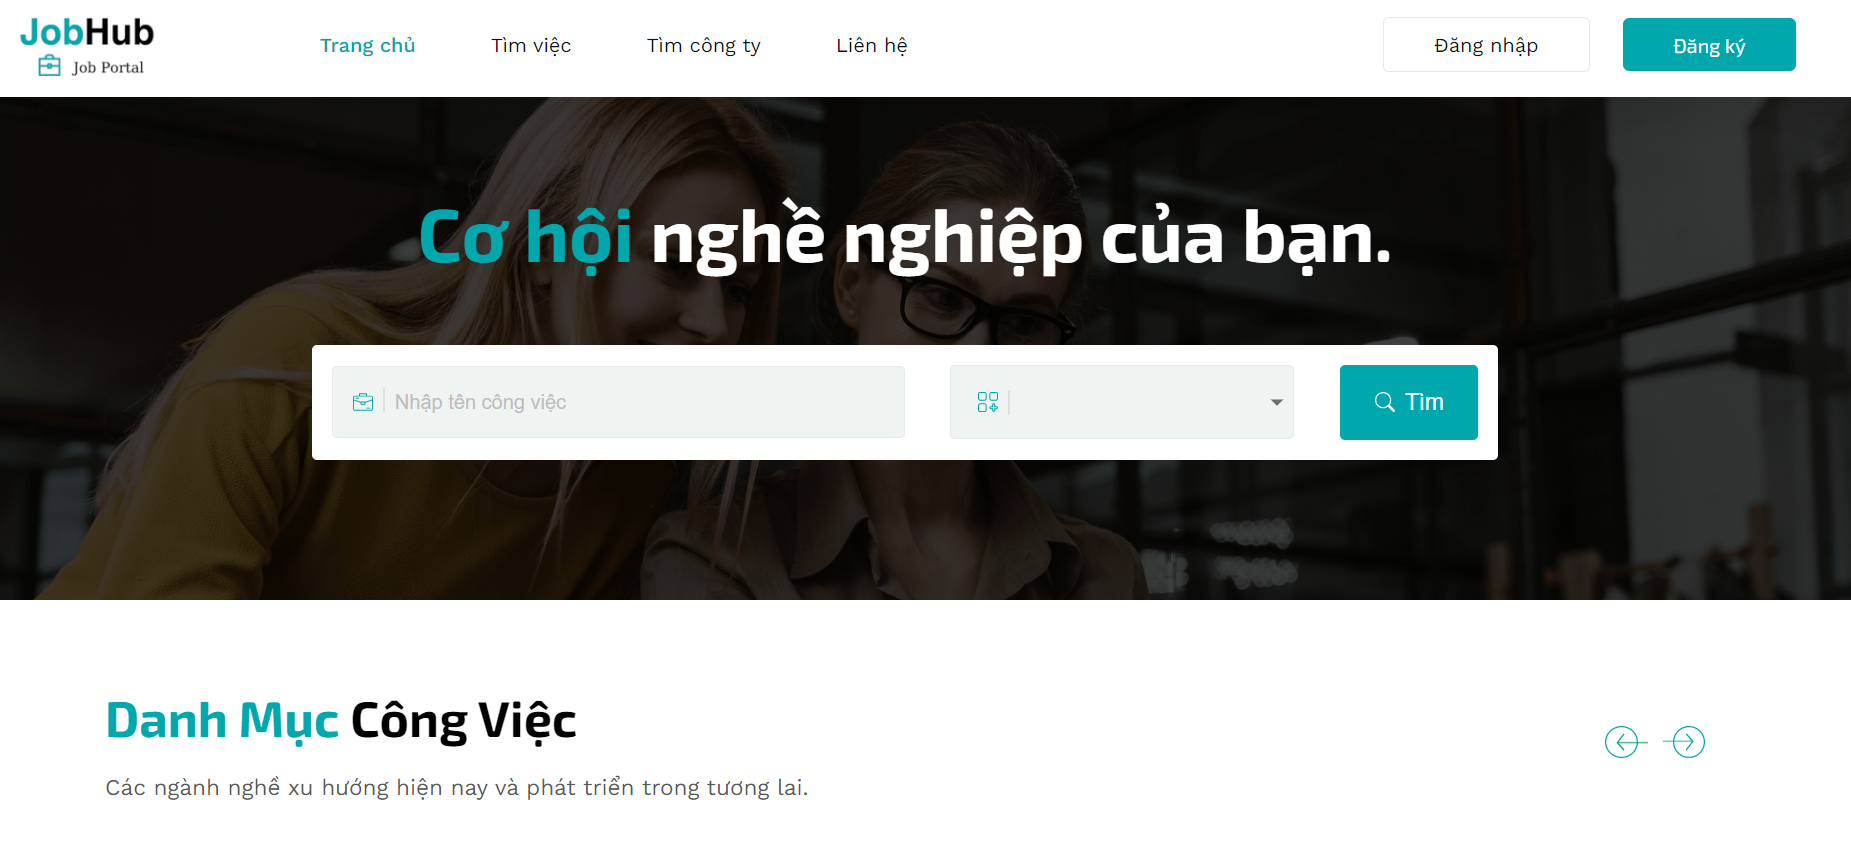 JobHub
Job Portal
Trang chủ
Tìm việc
Tìm công ty
Liên hệ
Đăng nhập
Đăng ký
Cơ hội nghề nghiệp của bạn.
Nhập tên công việc
Tìm
Danh Mục Công Việc
Các ngành nghề xu hướng hiện nay và phát triển trong tương lai.